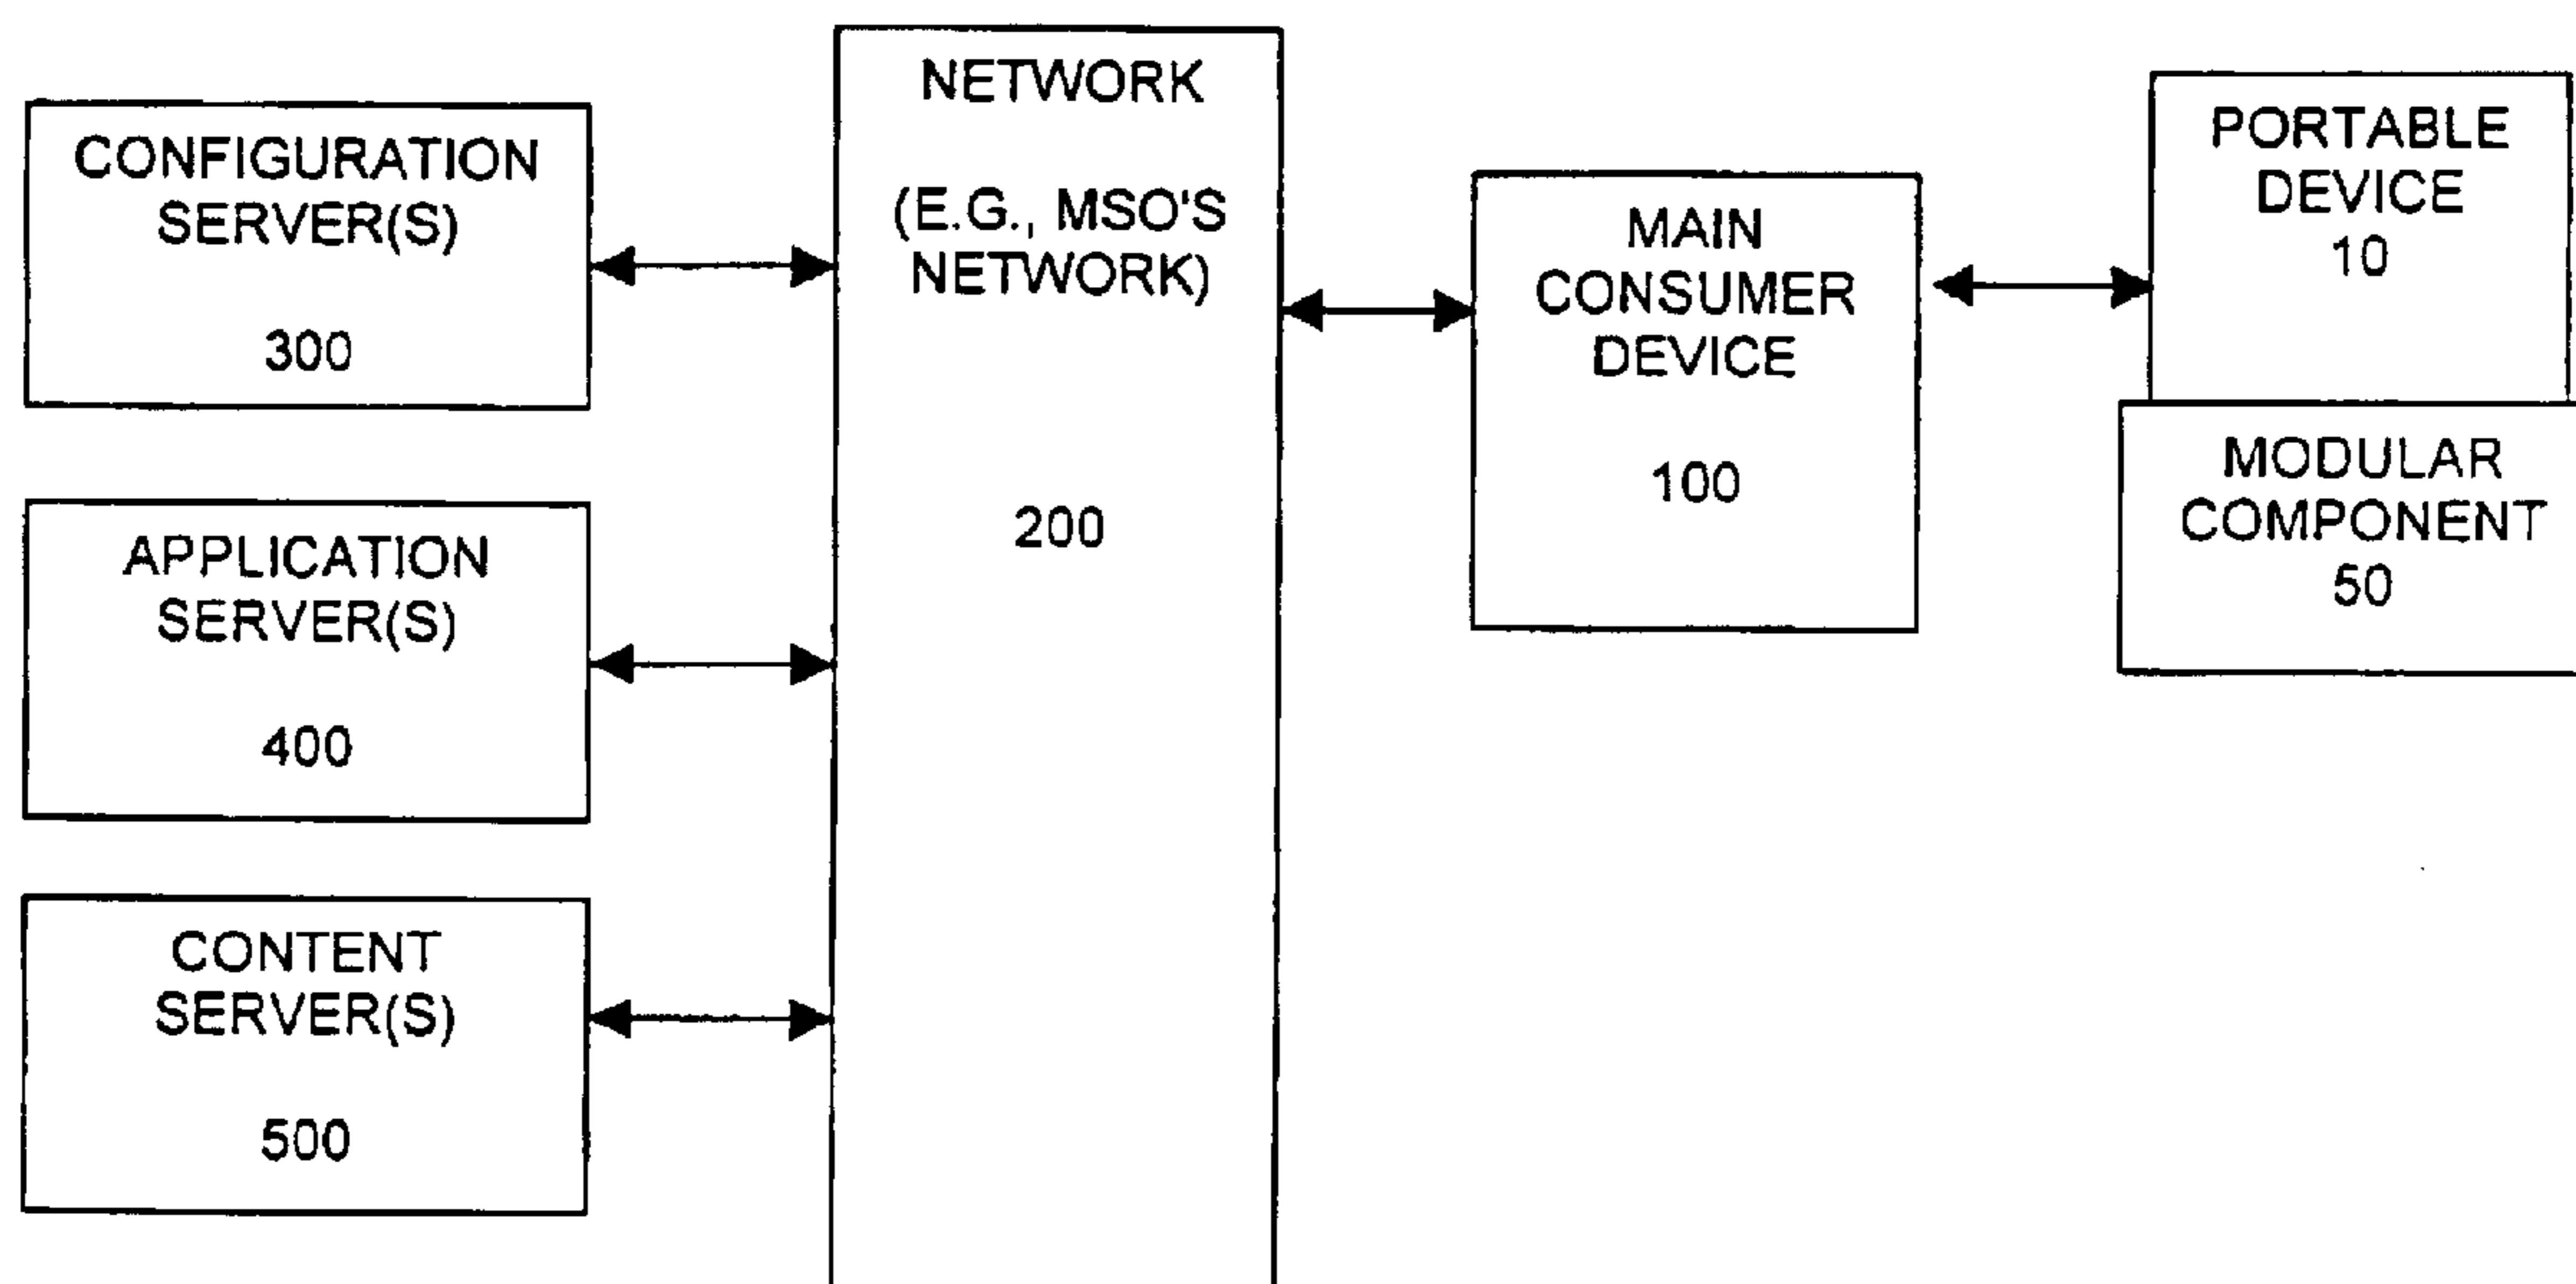 CONFIGURATION
SERVER(S)
300
APPLICATION
SERVER(S)
400
CONTENT
SERVER(S)
500
NETWORK
(E.G., MSO'S
NETWORK)
200
MAIN
CONSUMER
DEVICE
100
PORTABLE
DEVICE
10
MODULAR
COMPONENT
50